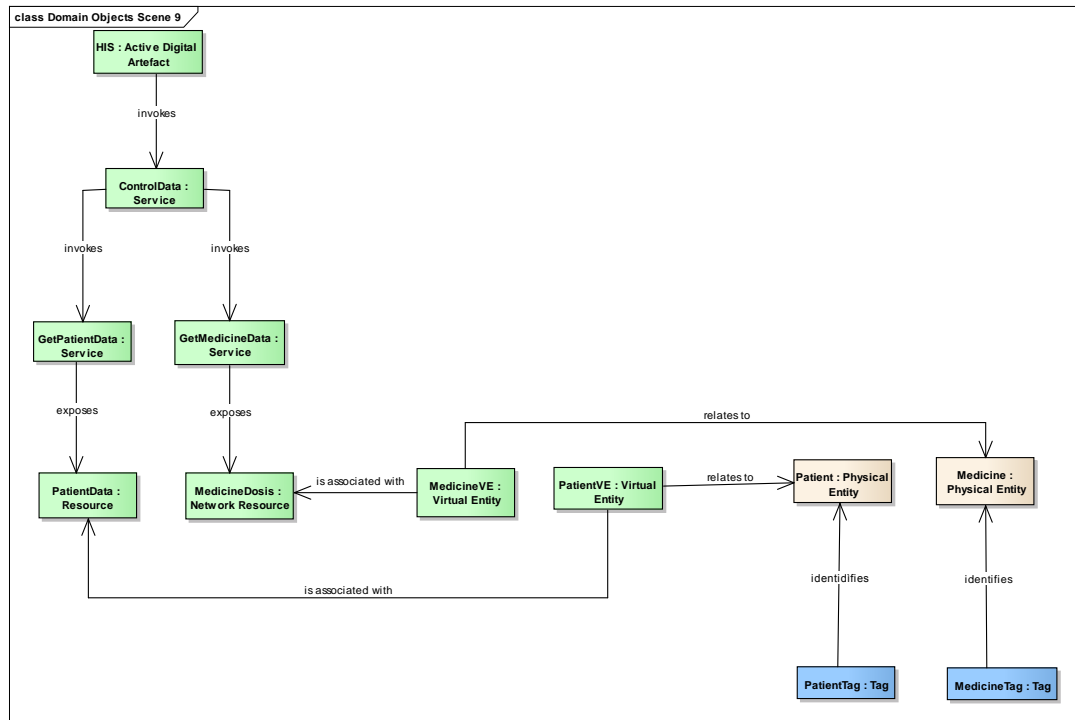 class Domain Objects Scene 9
HIS : Active Digital
Artefact
invokes
ControlData :
Service
invokes
invokes
GetPatientData :
Service
GetMedicineData :
Service
exposes
exposes
relates to
PatientData :
Resource
MedicineDosis :
Network Resource
is associated with
MedicineVE :
Virtual Entity
PatientVE : Virtual
Entity
relates to
Patient : Physical
Entity
Medicine :
Physical Entity
is associated with
identidifies
identifies
PatientTag : Tag
MedicineTag : Tag